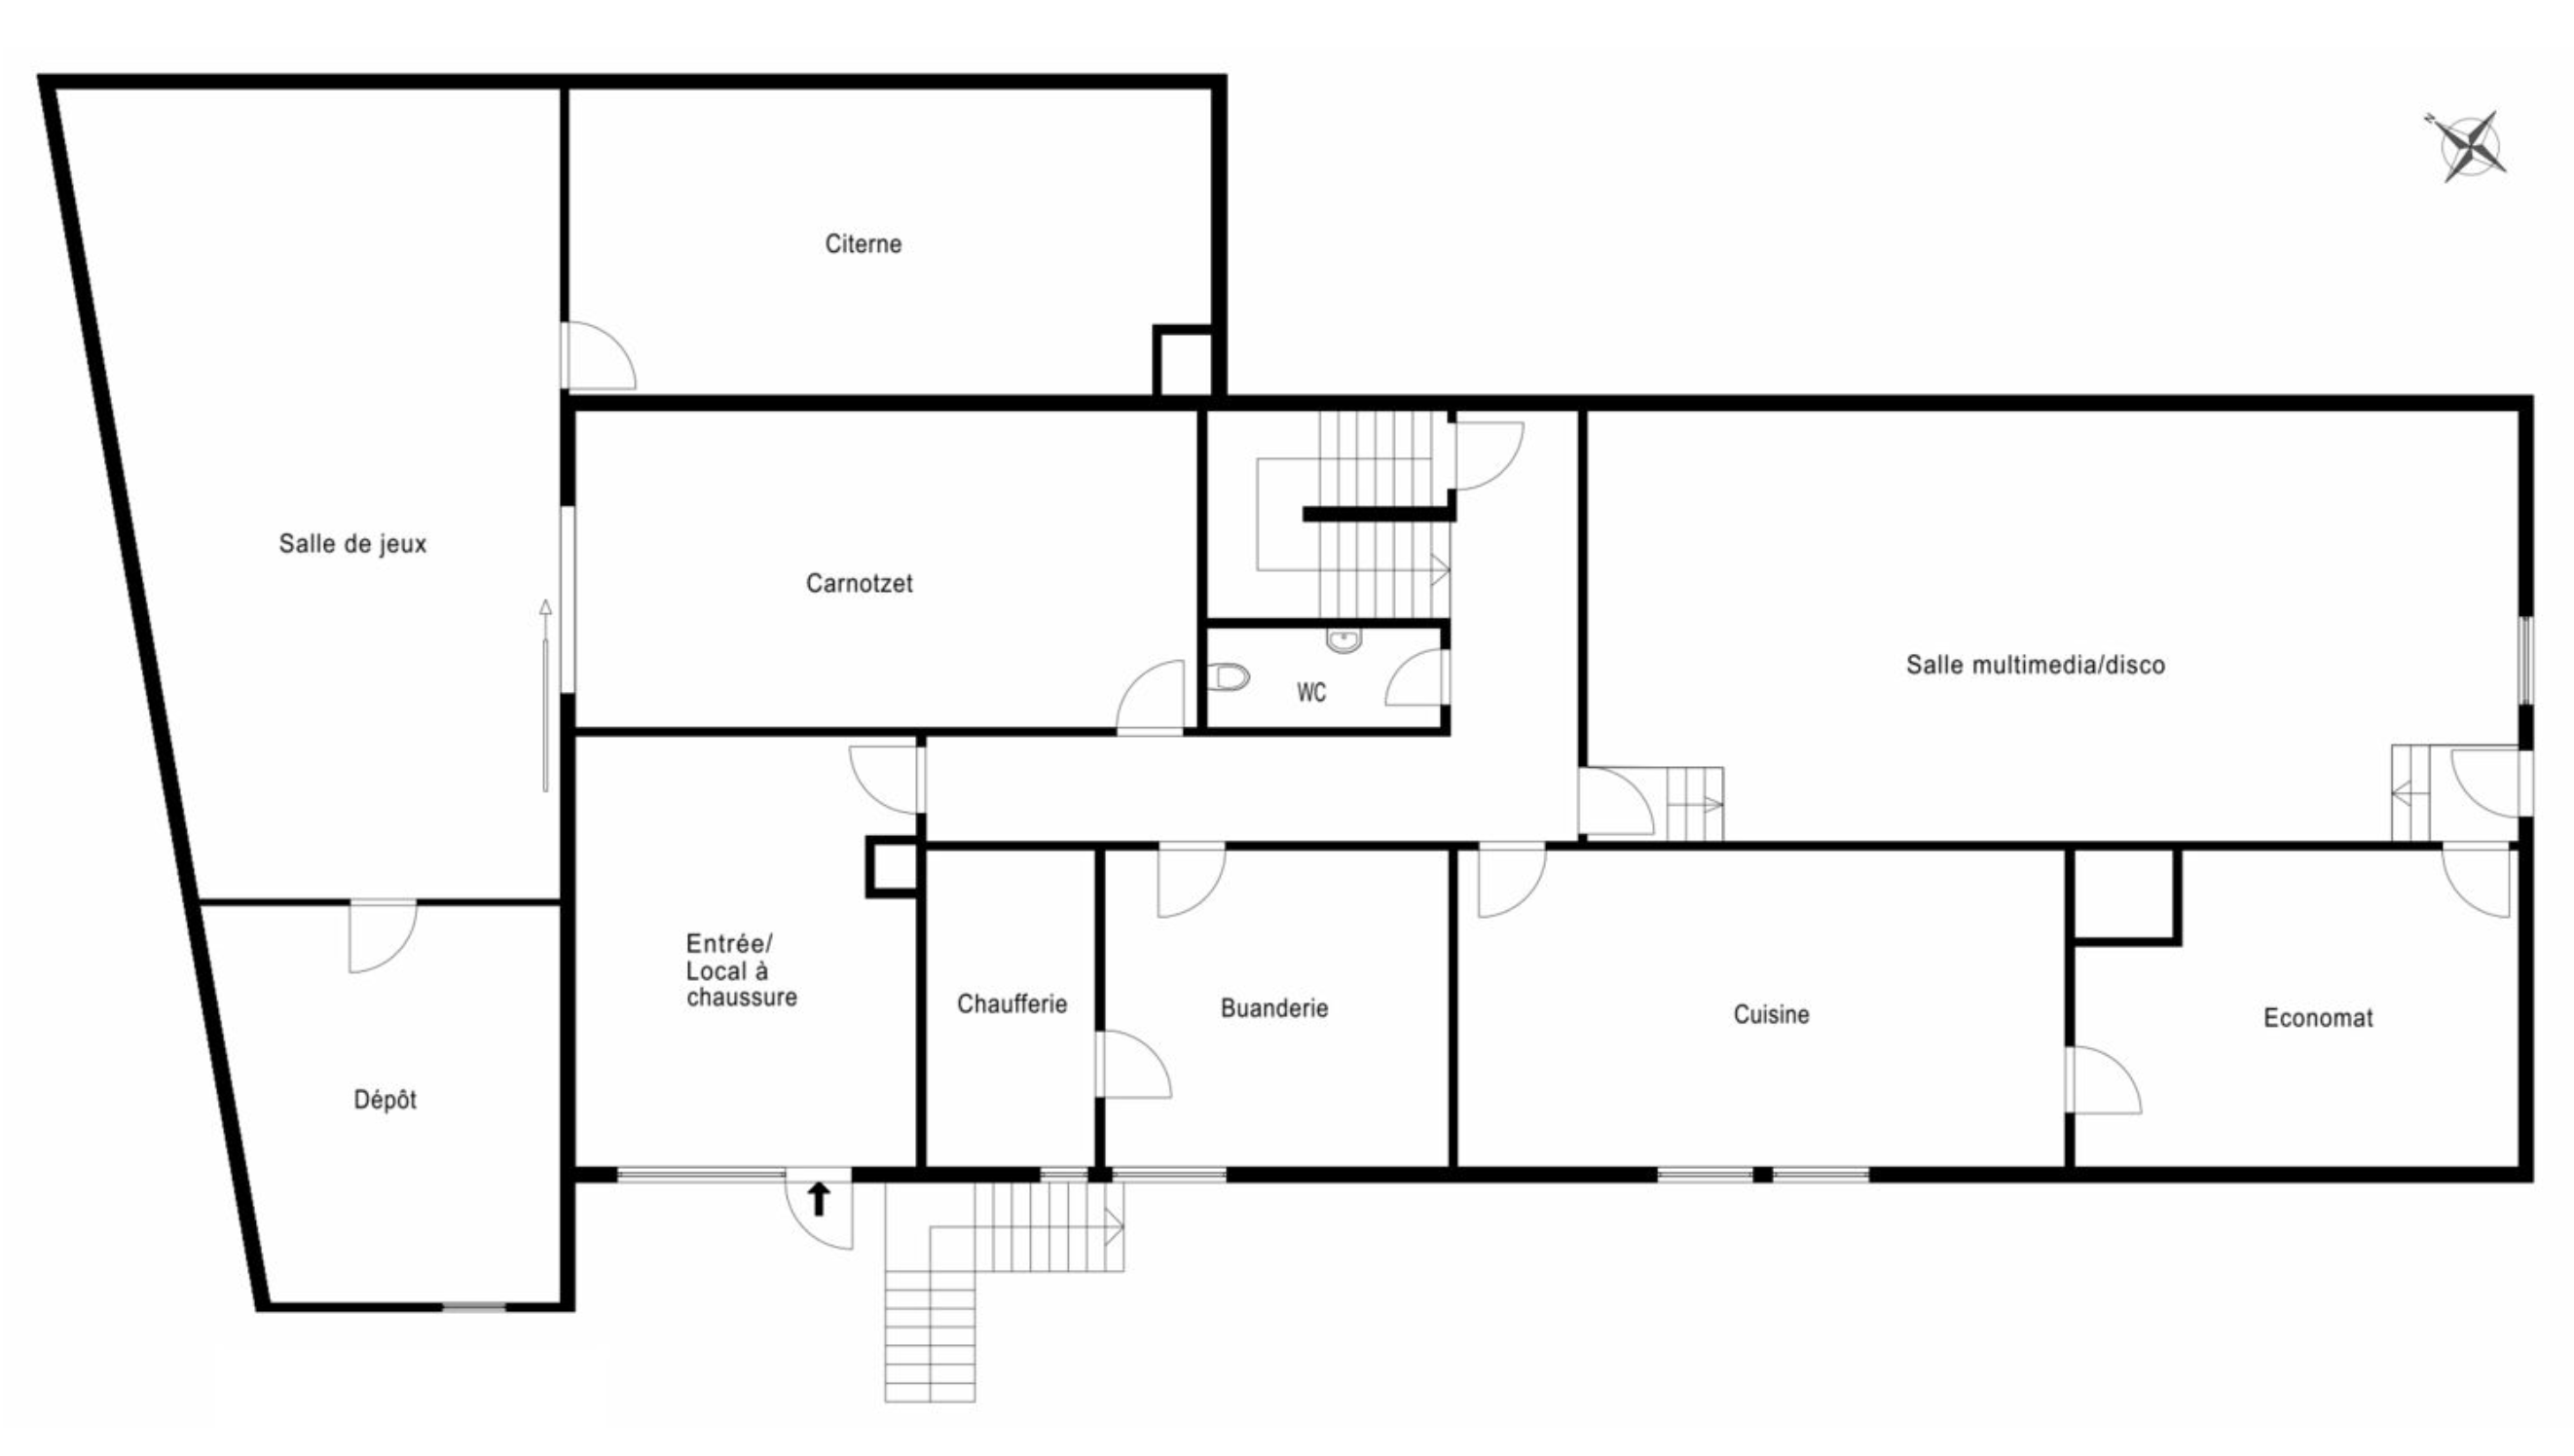 N
Citerne
Salle de jeux
Carnotzet
Salle multimedia/disco
WC
Entrée/
Local à
chaussure
Chaufferie
Buanderie
Cuisine
Economat
Dépôt